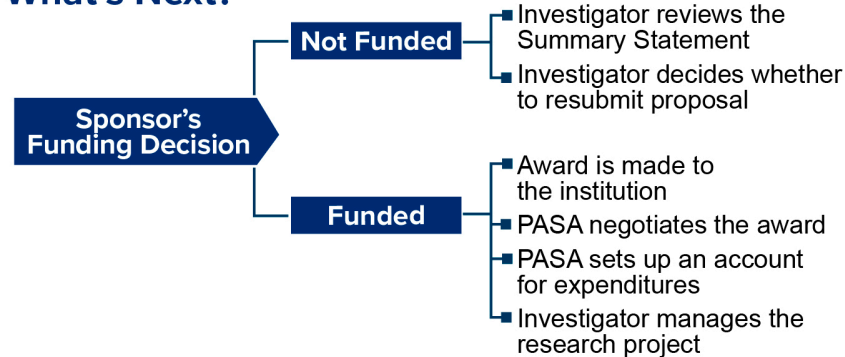 What's Next?
Not Funded
Investigator reviews the
Summary Statement
Investigator decides whether
to resubmit proposal
Sponsor's
Funding Decision
Funded
Award is made to
the institution
PASA negotiates the award
PASA sets up an account
for expenditures
Investigator manages the
research project